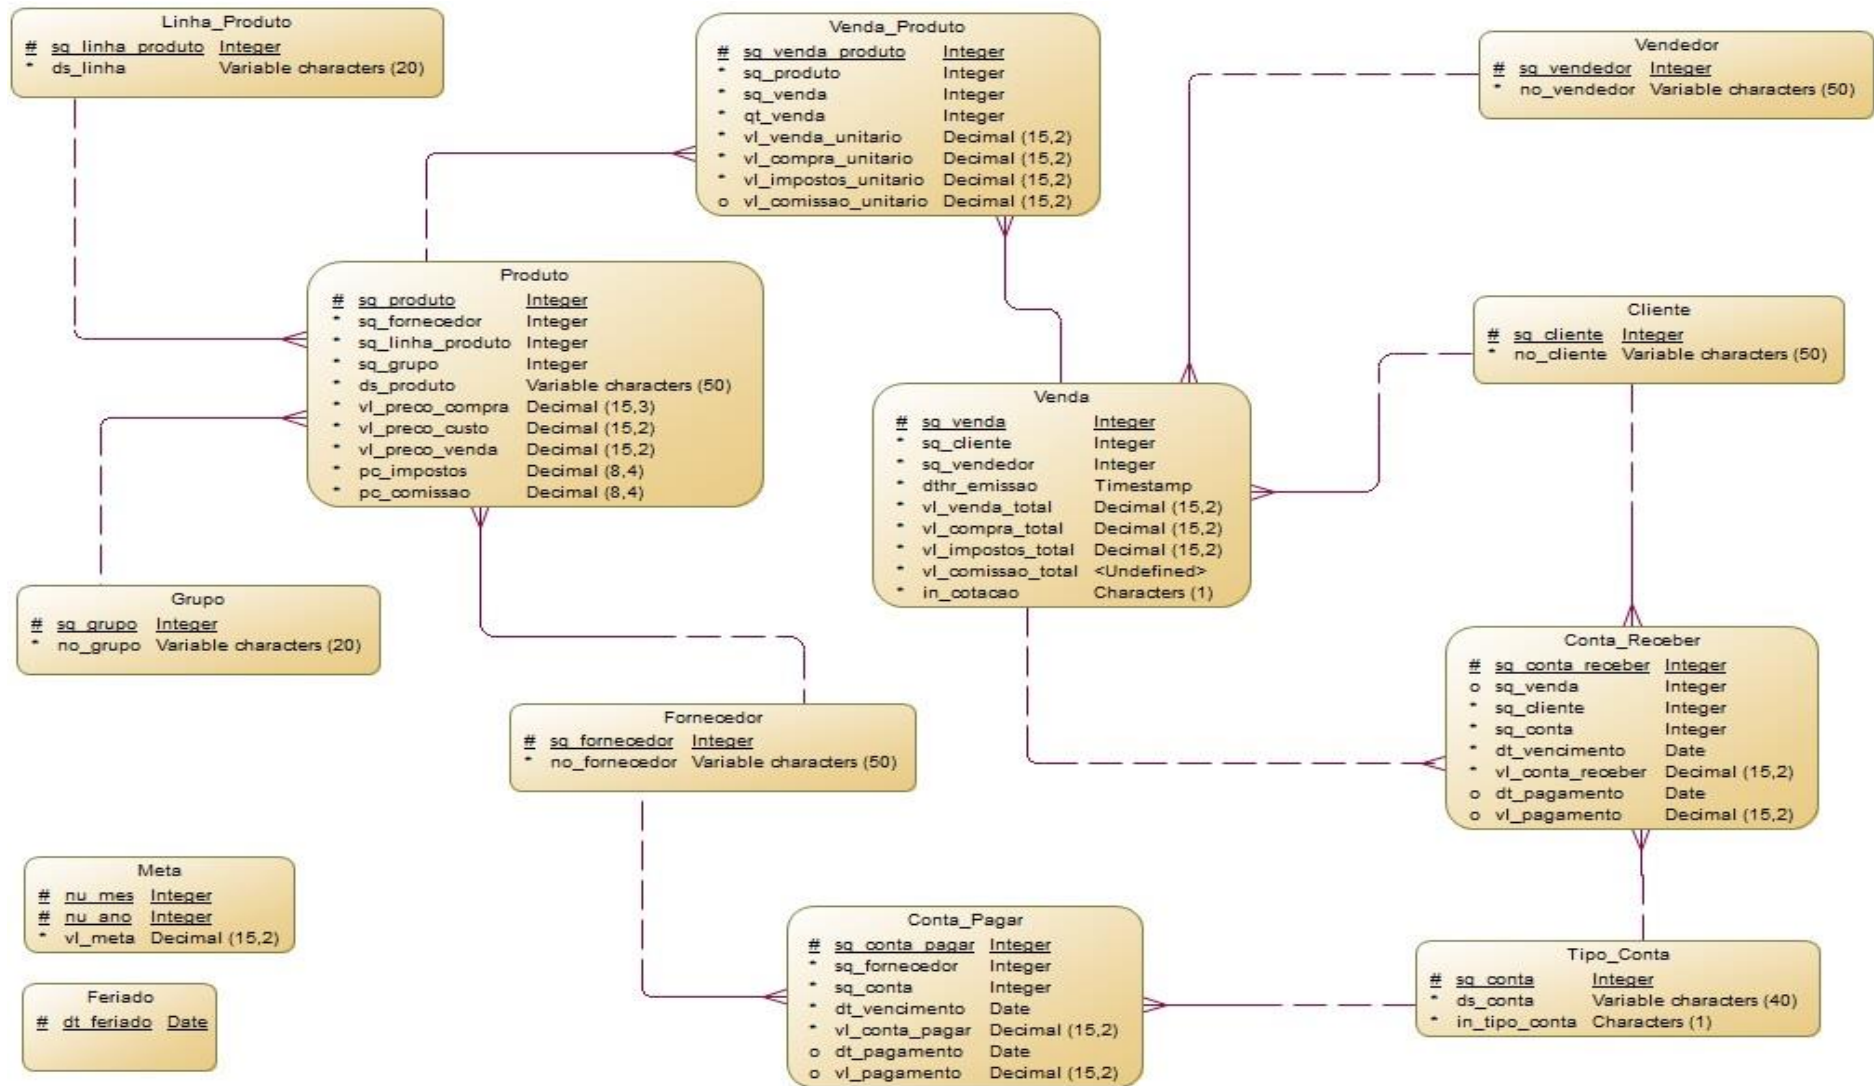 Linha_Produto
# sq_linha_produto Integer
* ds_linha Variable characters (20)
Venda_Produto
# sq_venda_produto Integer
* sq_produto Integer
* sq_venda Integer
* qt_venda Integer
* vl_venda_unitario Decimal (15,2)
* vl_compra_unitario Decimal (15,2)
* vl_impostos_unitario Decimal (15,2)
o vl_comissao_unitario Decimal (15,2)
Vendedor
# sq_vendedor Integer
* no_vendedor Variable characters (50)
Produto
# sq_produto Integer
* sq_fornecedor Integer
* sq_linha_produto Integer
* sq_grupo Integer
* ds_produto Variable characters (50)
* vl_preco_compra Decimal (15,3)
* vl_preco_custo Decimal (15,2)
* vl_preco_venda Decimal (15,2)
* pc_impostos Decimal (8,4)
* pc_comissao Decimal (8,4)
Cliente
# sq_cliente Integer
* no_cliente Variable characters (50)
Venda
# sq_venda Integer
* sq_cliente Integer
* sq_vendedor Integer
* dthr_emissao Timestamp
* vl_venda_total Decimal (15,2)
* vl_compra_total Decimal (15,2)
* vl_impostos_total Decimal (15,2)
* vl_comissao_total <Undefined>
* in_cotacao Characters (1)
Grupo
# sq_grupo Integer
* no_grupo Variable characters (20)
Conta_Receber
# sq_conta_receber Integer
o sq_venda Integer
* sq_cliente Integer
* sq_conta Integer
* dt_vencimento Date
* vl_conta_receber Decimal (15,2)
o dt_pagamento Date
o vl_pagamento Decimal (15,2)
Fornecedor
# sq_fornecedor Integer
* no_fornecedor Variable characters (50)
Meta
# nu_mes Integer
# nu_ano Integer
* vl_meta Decimal (15,2)
Conta_Pagar
# sq_conta_pagar Integer
* sq_fornecedor Integer
* sq_conta Integer
* dt_vencimento Date
* vl_conta_pagar Decimal (15,2)
o dt_pagamento Date
o vl_pagamento Decimal (15,2)
Tipo_Conta
# sq_conta Integer
* ds_conta Variable characters (40)
* in_tipo_conta Characters (1)
Feriado
# dt_feriado Date